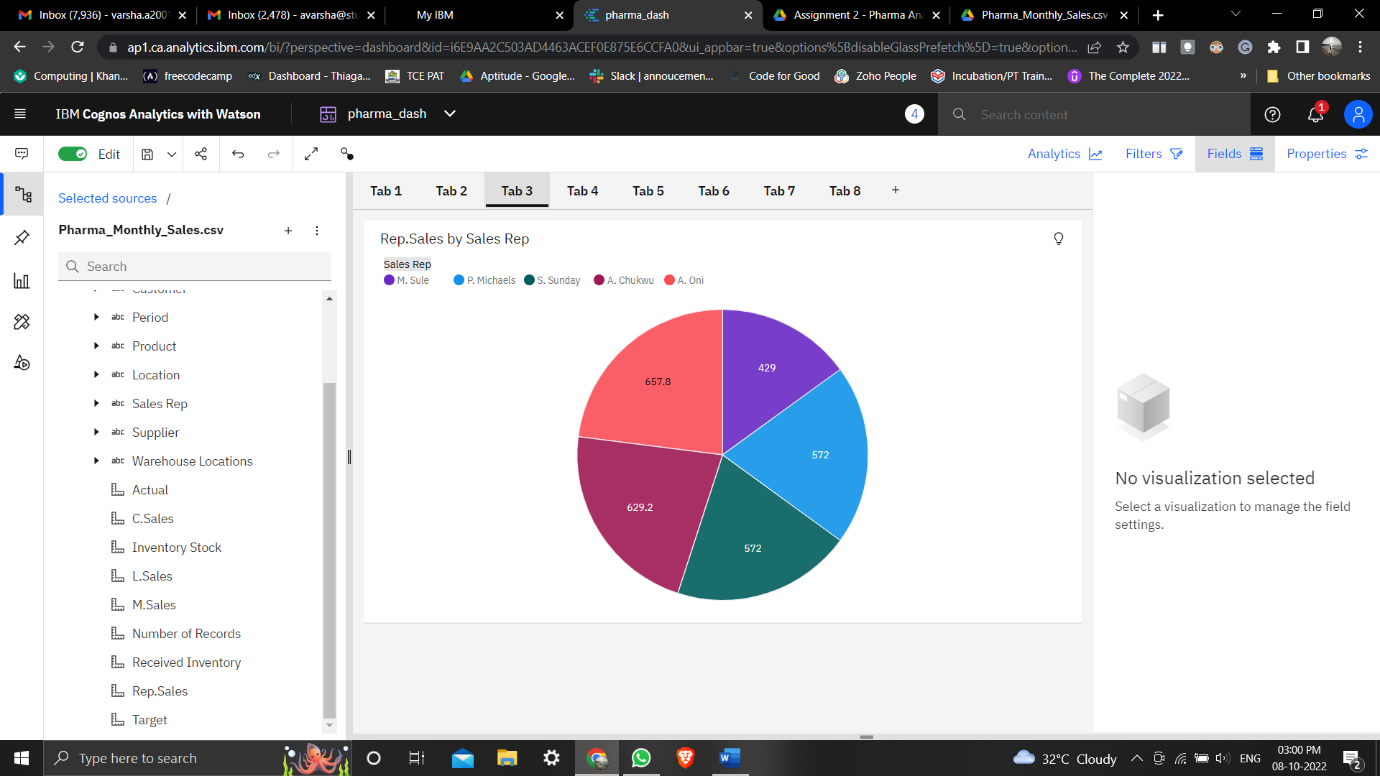 Inbox (7,936) - varsha.a200
Inbox (2,478) - avarsha@stu
My IBM
pharma_dash
Assignment 2 - Pharma An
Pharma_Monthly_Sales.csv
ap1.ca.analytics.ibm.com/bi/?perspective=dashboard&id=i6E9AA2C503AD4463ACEF0E875E6CCFA0&ui_appbar=true&options%5BdisableGlassPrefetch%5D=true&option...
Computing | Khan...
freecodecamp
Dashboard - Thiaga...
TCE PAT
Aptitude - Google...
Slack | annoucemen...
Code for Good
Zoho People
Incubation/PT Train...
The Complete 2022...
»
Other bookmarks
IBM Cognos Analytics with Watson
pharma_dash
4
Search content
1
Edit
Analytics
Filters
Fields
Properties
Selected sources /
Tab 1
Tab 2
Tab 3
Tab 4
Tab 5
Tab 6
Tab 7
Tab 8
+
Pharma_Monthly_Sales.csv
Search
Customer
abc Period
abc Product
abc Location
abc Sales Rep
abc Supplier
abc Warehouse Locations
Actual
C.Sales
Inventory Stock
L.Sales
M.Sales
Number of Records
Received Inventory
Rep.Sales
Target
Rep.Sales by Sales Rep
Sales Rep
M. Sule
P. Michaels
S. Sunday
A. Chukwu
A. Oni
429
657.8
572
629.2
572
No visualization selected
Select a visualization to manage the field
settings.
Type here to search
32°C Cloudy
ENG
03:00 PM
08-10-2022
2